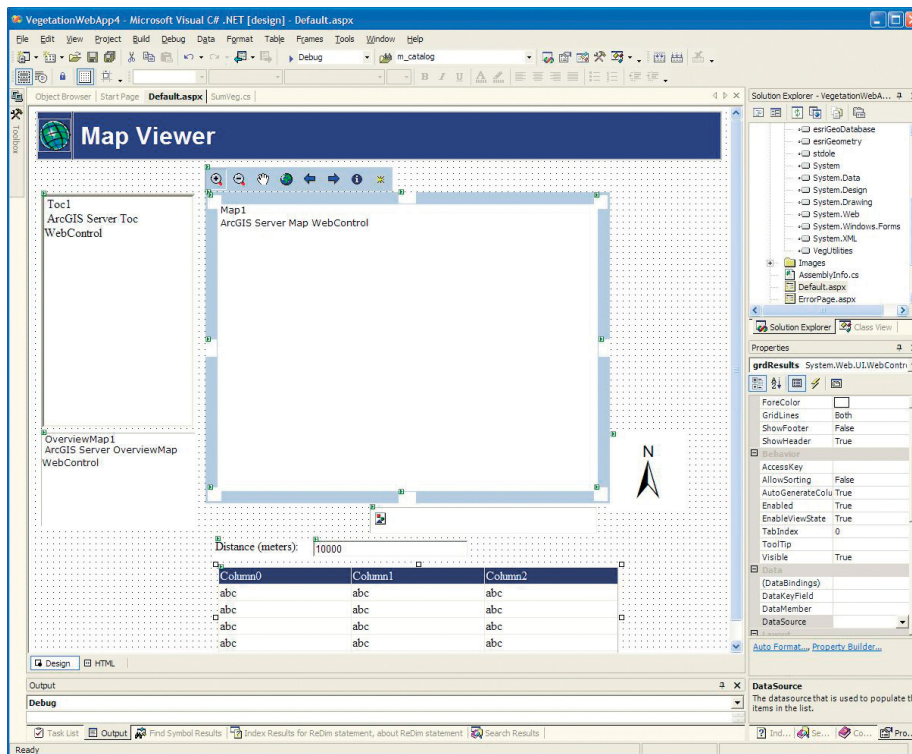 VegetationWebApp4 - Microsoft Visual C# .NET [design] - Default.aspx
File Edit View Project Build Debug Data Format Table Frames Tools Window Help
Debug m_catalog
B I U A
Object Browser Start Page Default.aspx SumVeg.cs
Toolbox
Map Viewer
Toc1
ArcGIS Server Toc
WebControl
Map1
ArcGIS Server Map WebControl
OverviewMap1
ArcGIS Server OverviewMap
WebControl
N
Distance (meters): 10000
Column0 Column1 Column2
abc abc abc
abc abc abc
abc abc abc
abc abc abc
Design HTML
Output
Debug
Task List Output Find Symbol Results Index Results for ReDim statement, about ReDim statement Search Results
Ready
Solution Explorer - VegetationWebA...
esriGeoDatabase
esriGeometry
stdole
System
System.Data
System.Design
System.Drawing
System.Web
System.Windows.Forms
System.XML
VegUtilities
Images
AssemblyInfo.cs
Default.aspx
ErrorPage.aspx
Solution Explorer Class View
Properties
grdResults System.Web.UI.WebContr
ForeColor
GridLines Both
ShowFooter False
ShowHeader True
Behavior
AccessKey
AllowSorting False
AutoGenerateColu True
Enabled True
EnableViewState True
TabIndex 0
ToolTip
Visible True
Data
(DataBindings)
DataKeyField
DataMember
DataSource
Auto Format..., Property Builder...
DataSource
The datasource that is used to populate th
items in the list.
Ind... Se... Co... Pro...